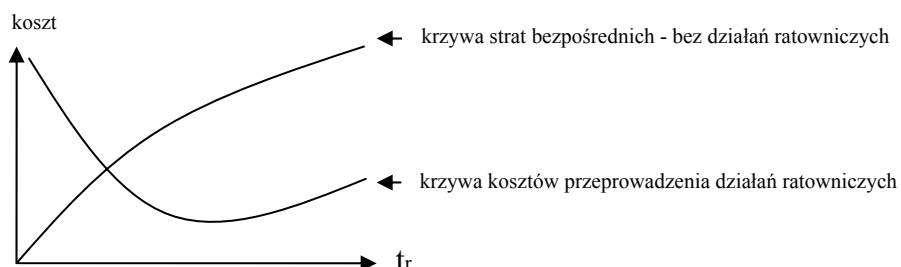 koszt
krzywa strat bezpośrednich - bez działań ratowniczych
krzywa kosztów przeprowadzenia działań ratowniczych
tr